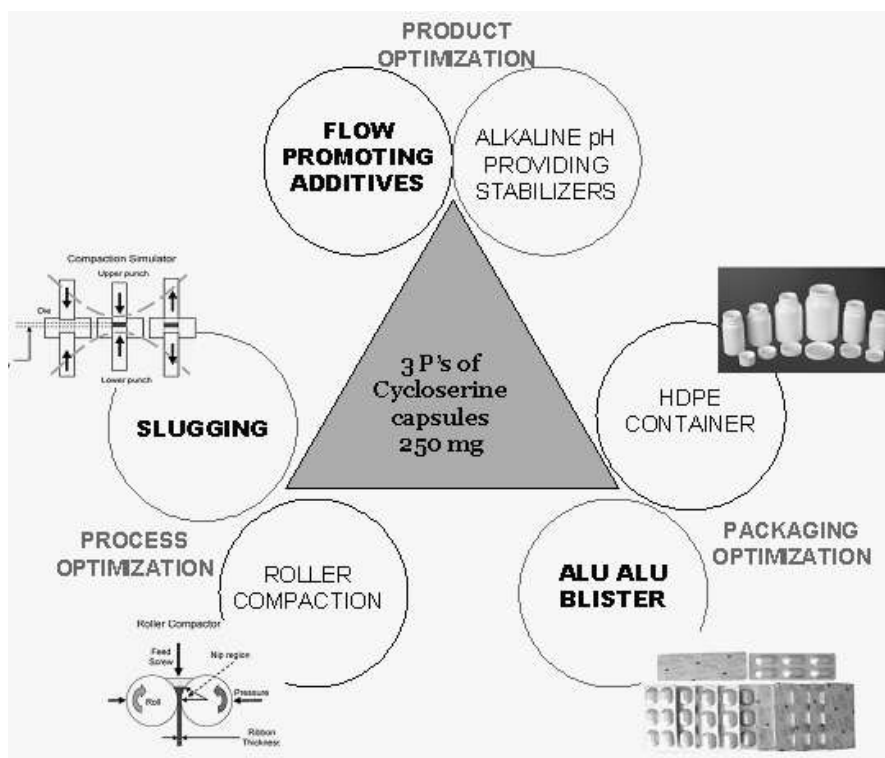 PRODUCT
OPTIMIZATION
FLOW
PROMOTING
ADDITIVES
ALKALINE pH
PROVIDING
STABILIZERS
Compaction Simulator
Upper punch
Die
Lower punch
SLUGGING
3 P's of
Cycloserine
capsules
250 mg
HDPE
CONTAINER
PROCESS
OPTIMIZATION
ROLLER
COMPACTION
ALU ALU
BLISTER
PACKAGING
OPTIMIZATION
Roller Compactor
Feed
Screw
Nip region
Roll
Pressure
Ribbon
Thickness